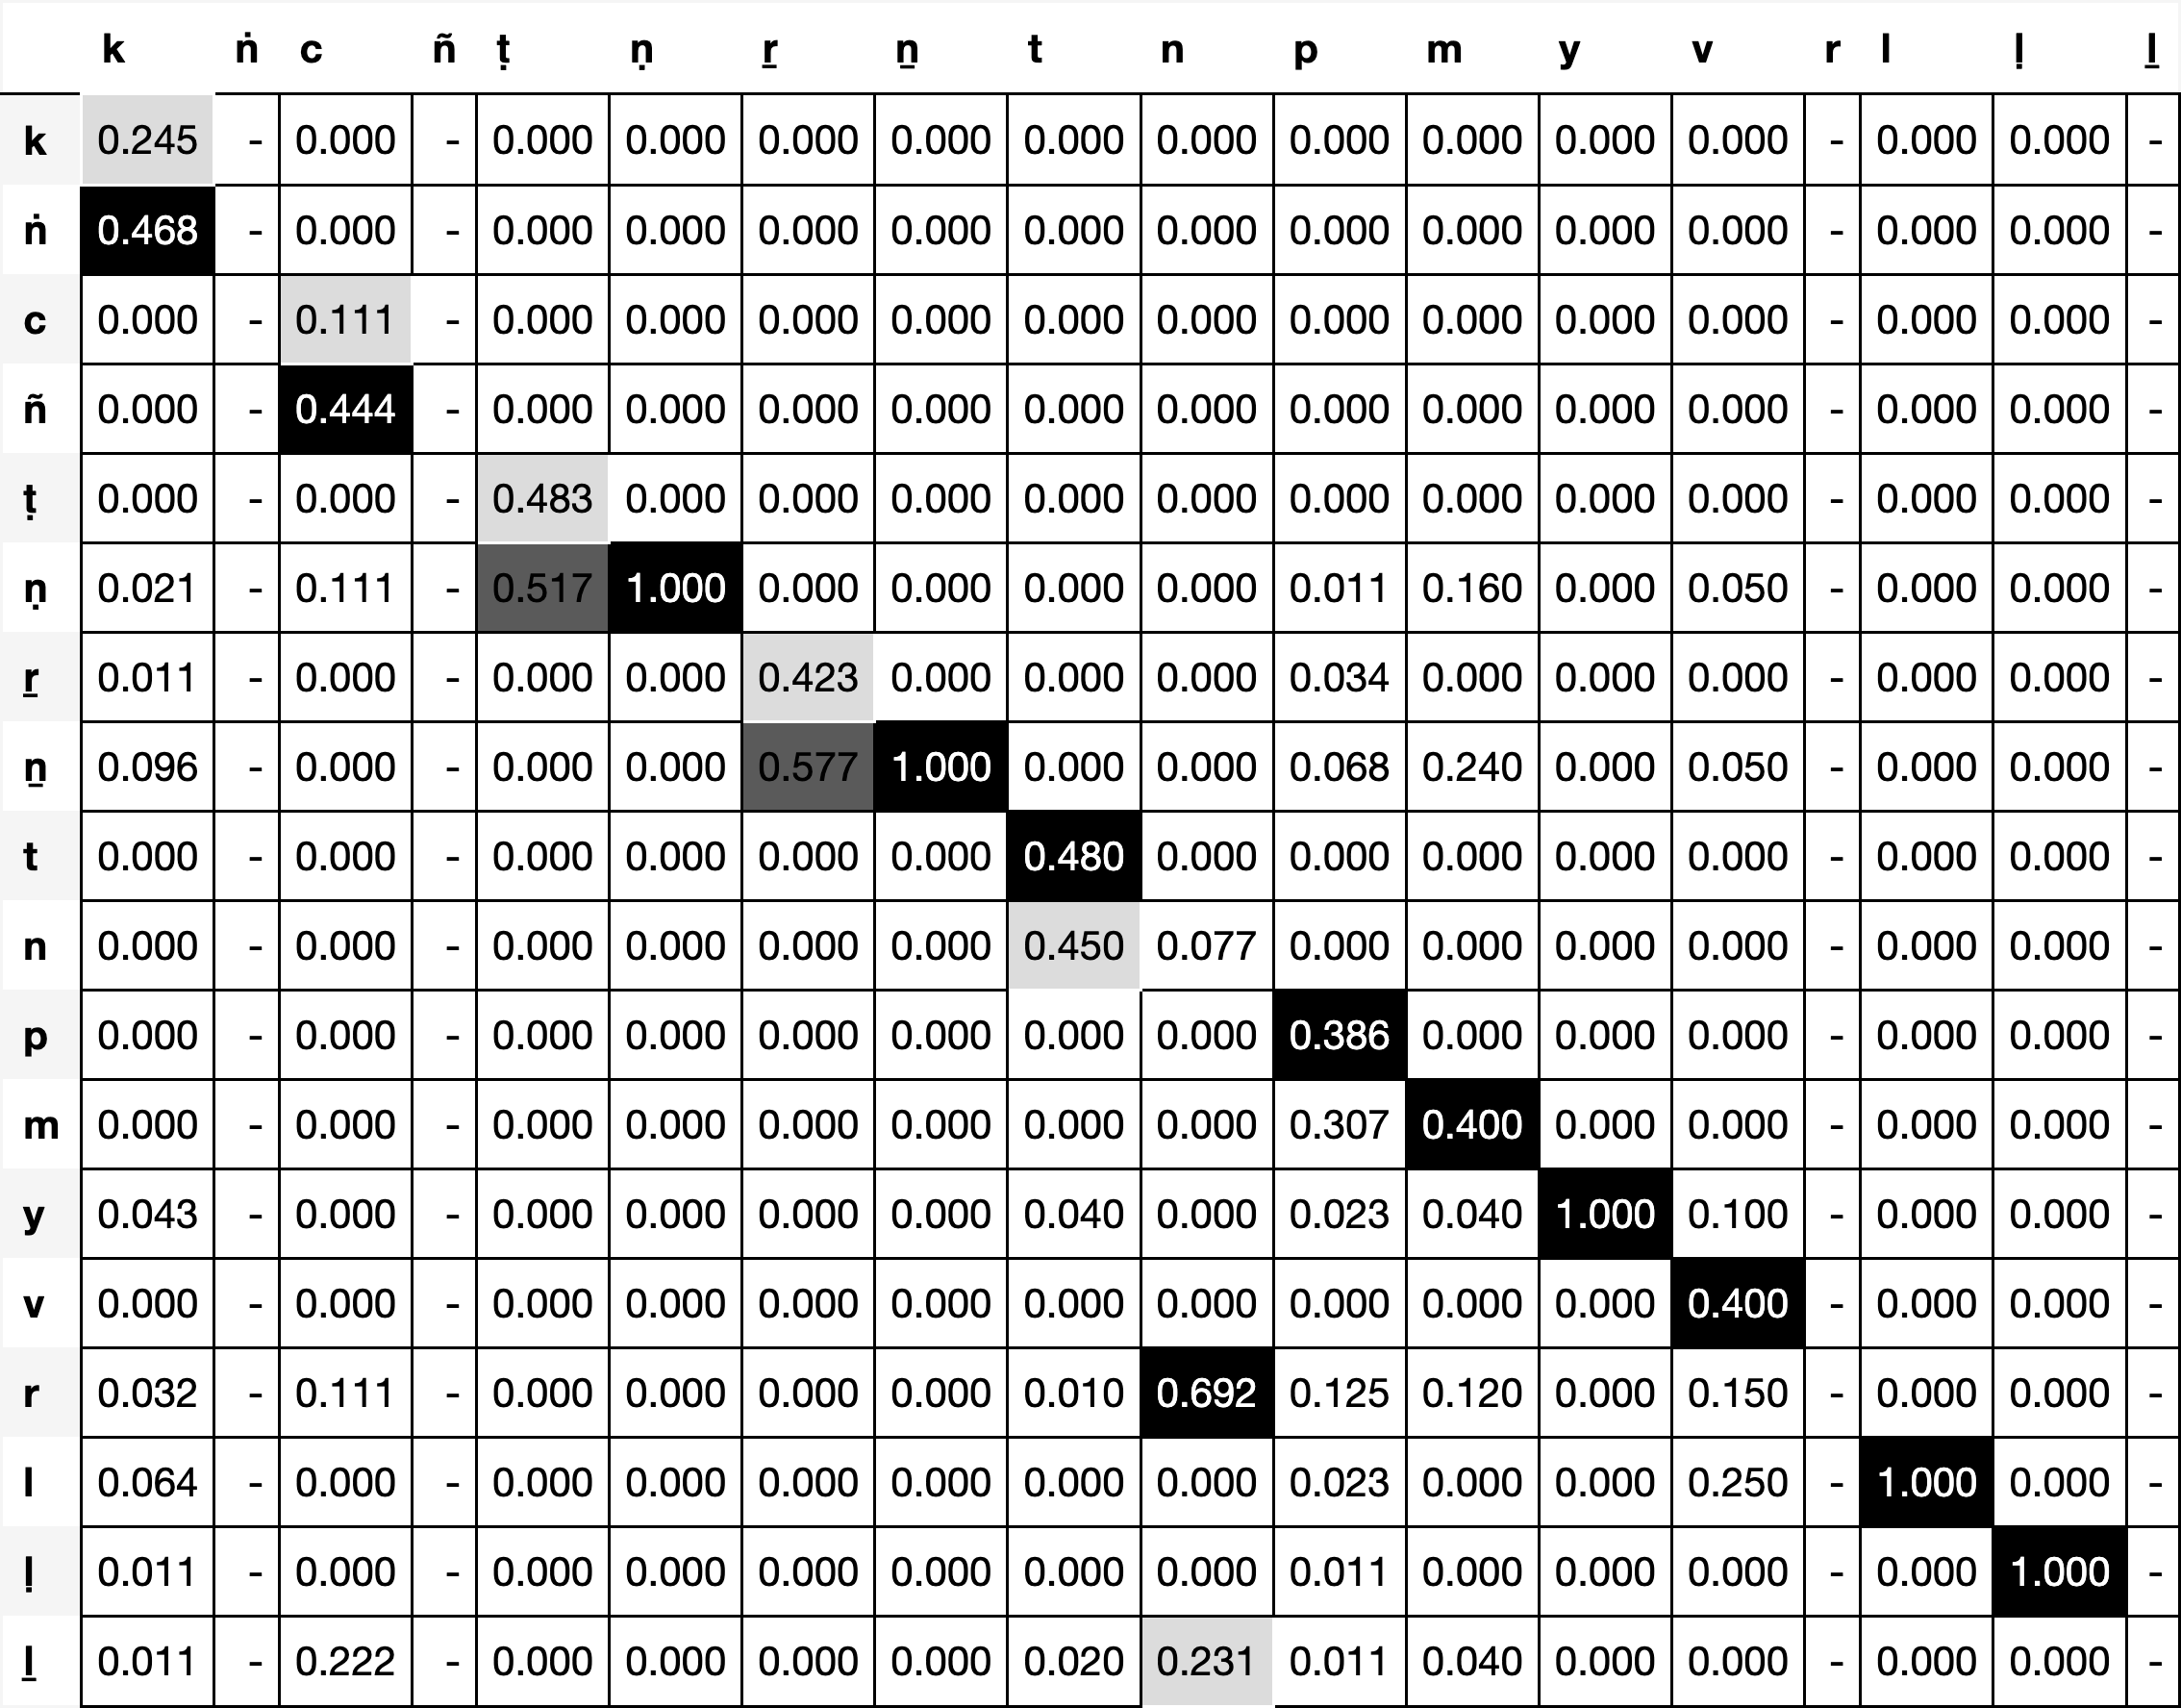 k ṅ c ñ ṭ ṇ ṟ ṉ t n p m y v r l ḷ ḻ
k 0.245 - 0.000 - 0.000 0.000 0.000 0.000 0.000 0.000 0.000 0.000 0.000 0.000 - 0.000 0.000 -
ṅ 0.468 - 0.000 - 0.000 0.000 0.000 0.000 0.000 0.000 0.000 0.000 0.000 0.000 - 0.000 0.000 -
c 0.000 - 0.111 - 0.000 0.000 0.000 0.000 0.000 0.000 0.000 0.000 0.000 0.000 - 0.000 0.000 -
ñ 0.000 - 0.444 - 0.000 0.000 0.000 0.000 0.000 0.000 0.000 0.000 0.000 0.000 - 0.000 0.000 -
ṭ 0.000 - 0.000 - 0.483 0.000 0.000 0.000 0.000 0.000 0.000 0.000 0.000 0.000 - 0.000 0.000 -
ṇ 0.021 - 0.111 - 0.517 1.000 0.000 0.000 0.000 0.000 0.011 0.160 0.000 0.050 - 0.000 0.000 -
ṟ 0.011 - 0.000 - 0.000 0.000 0.423 0.000 0.000 0.000 0.034 0.000 0.000 0.000 - 0.000 0.000 -
ṉ 0.096 - 0.000 - 0.000 0.000 0.577 1.000 0.000 0.000 0.068 0.240 0.000 0.050 - 0.000 0.000 -
t 0.000 - 0.000 - 0.000 0.000 0.000 0.000 0.480 0.000 0.000 0.000 0.000 0.000 - 0.000 0.000 -
n 0.000 - 0.000 - 0.000 0.000 0.000 0.000 0.450 0.077 0.000 0.000 0.000 0.000 - 0.000 0.000 -
p 0.000 - 0.000 - 0.000 0.000 0.000 0.000 0.000 0.000 0.386 0.000 0.000 0.000 - 0.000 0.000 -
m 0.000 - 0.000 - 0.000 0.000 0.000 0.000 0.000 0.000 0.307 0.400 0.000 0.000 - 0.000 0.000 -
y 0.043 - 0.000 - 0.000 0.000 0.000 0.000 0.040 0.000 0.023 0.040 1.000 0.100 - 0.000 0.000 -
v 0.000 - 0.000 - 0.000 0.000 0.000 0.000 0.000 0.000 0.000 0.000 0.000 0.400 - 0.000 0.000 -
r 0.032 - 0.111 - 0.000 0.000 0.000 0.000 0.010 0.692 0.125 0.120 0.000 0.150 - 0.000 0.000 -
l 0.064 - 0.000 - 0.000 0.000 0.000 0.000 0.000 0.000 0.023 0.000 0.000 0.250 - 1.000 0.000 -
ḷ 0.011 - 0.000 - 0.000 0.000 0.000 0.000 0.000 0.000 0.011 0.000 0.000 0.000 - 0.000 1.000 -
ḻ 0.011 - 0.222 - 0.000 0.000 0.000 0.000 0.020 0.231 0.011 0.040 0.000 0.000 - 0.000 0.000 -